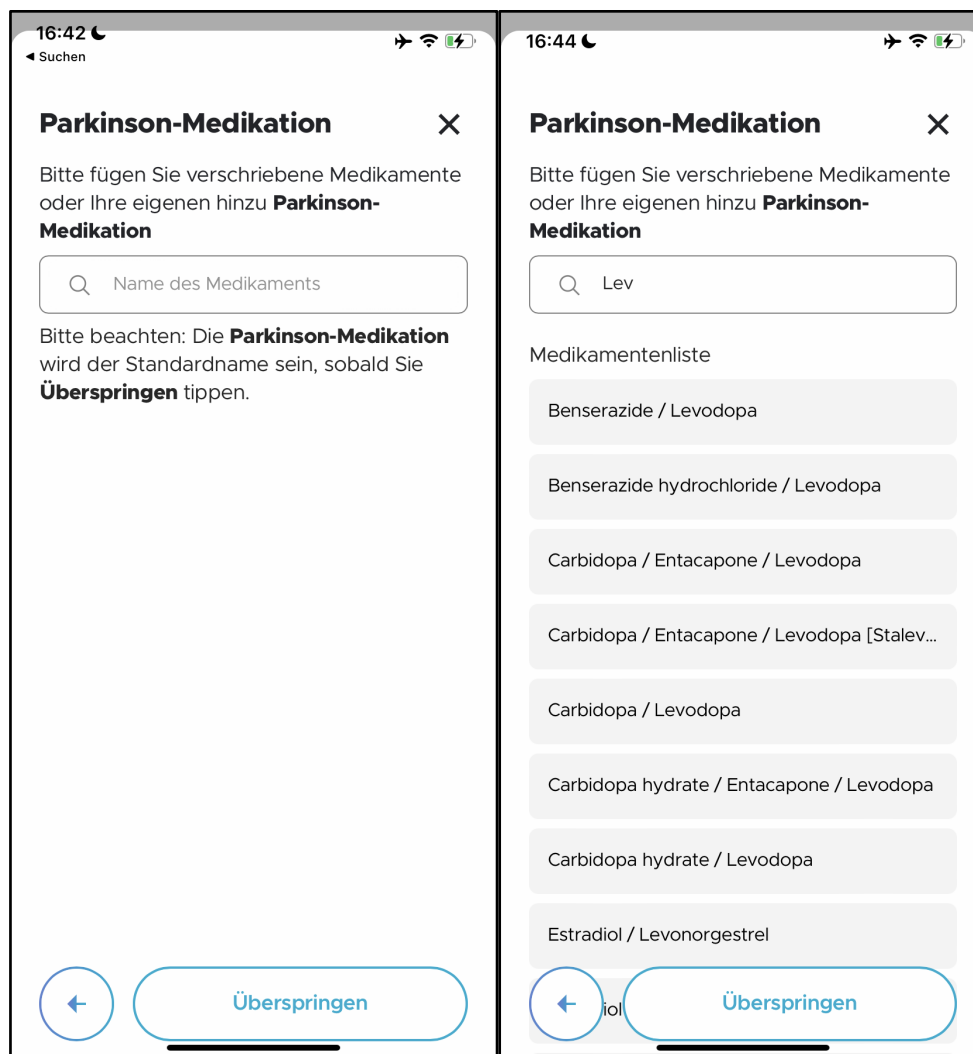 16:42
◀ Suchen
Parkinson-Medikation
Bitte fügen Sie verschriebene Medikamente
oder Ihre eigenen hinzu Parkinson-
Medikation
Name des Medikaments
Bitte beachten: Die Parkinson-Medikation
wird der Standardname sein, sobald Sie
Überspringen tippen.
Überspringen
16:44
Parkinson-Medikation
Bitte fügen Sie verschriebene Medikamente
oder Ihre eigenen hinzu Parkinson-
Medikation
Lev
Medikamentenliste
Benserazide / Levodopa
Benserazide hydrochloride / Levodopa
Carbidopa / Entacapone / Levodopa
Carbidopa / Entacapone / Levodopa [Stalev...
Carbidopa / Levodopa
Carbidopa hydrate / Entacapone / Levodopa
Carbidopa hydrate / Levodopa
Estradiol / Levonorgestrel
iol
Überspringen